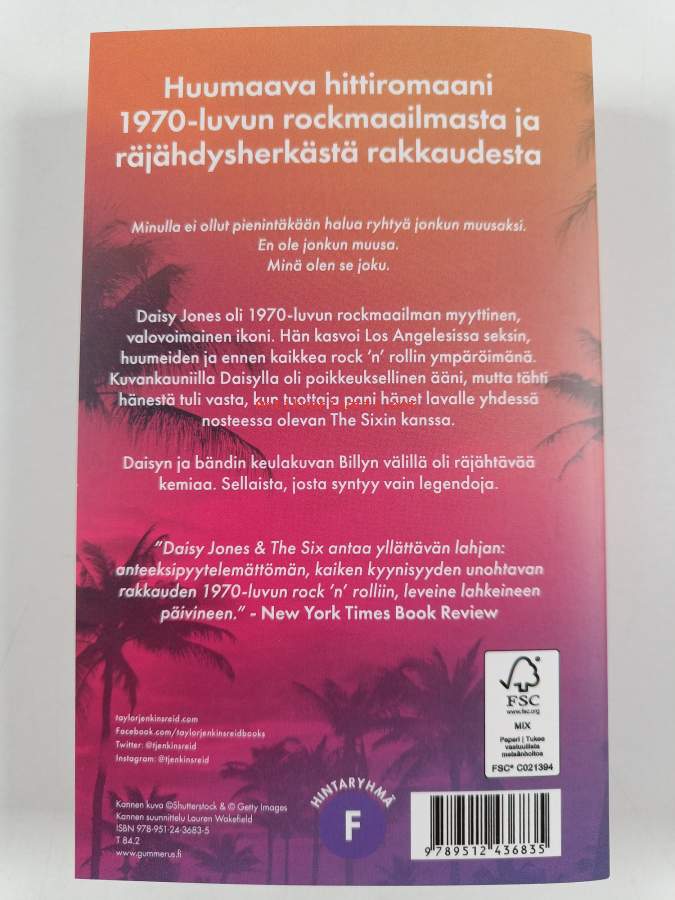 Huumaava hittiromaani
1970-luvun rockmaailmasta ja
räjähdysherkästä rakkaudesta
Minulla ei ollut pienintäkään halua ryhtyä jonkun muusaksi.
En ole jonkun muusa.
Minä olen se joku.
Daisy Jones oli 1970-luvun rockmaailman myyttinen,
valovoimainen ikoni. Hän kasvoi Los Angelesissa seksin,
huumeiden ja ennen kaikkea rock ’n’ rollin ympäröimänä.
Kuvankauniilla Daisylla oli poikkeuksellinen ääni, mutta tähti
hänestä tuli vasta, kun tuottaja pani hänet lavalle yhdessä
nosteessa olevan The Sixin kanssa.
Daisyn ja bändin keulakuvan Billyn välillä oli räjähtävää
kemiaa. Sellaista, josta syntyy vain legendoja.
”Daisy Jones & The Six antaa yllättävän lahjan:
anteeksipyytelemättömän, kaiken kyynisyyden unohtavan
rakkauden 1970-luvun rock ’n’ rolliin, leveine lahkeineen
päivineen.” - New York Times Book Review
taylorjenkinsreid.com
Facebook.com/taylorjenkinsreidbooks
Twitter: @tjenkinsreid
Instagram: @tjenkinsreid
Kannen kuva ©Shutterstock & © Getty Images
Kannen suunnittelu Lauren Wakefield
ISBN 978-951-24-3683-5
T 84.2
www.gummerus.fi
HINTARYHMÄ
F
FSC
www.fsc.org
MIX
Paperi | Tukee
vastuullista
metsänhoitoa
FSC® C021394
9 789512 436835